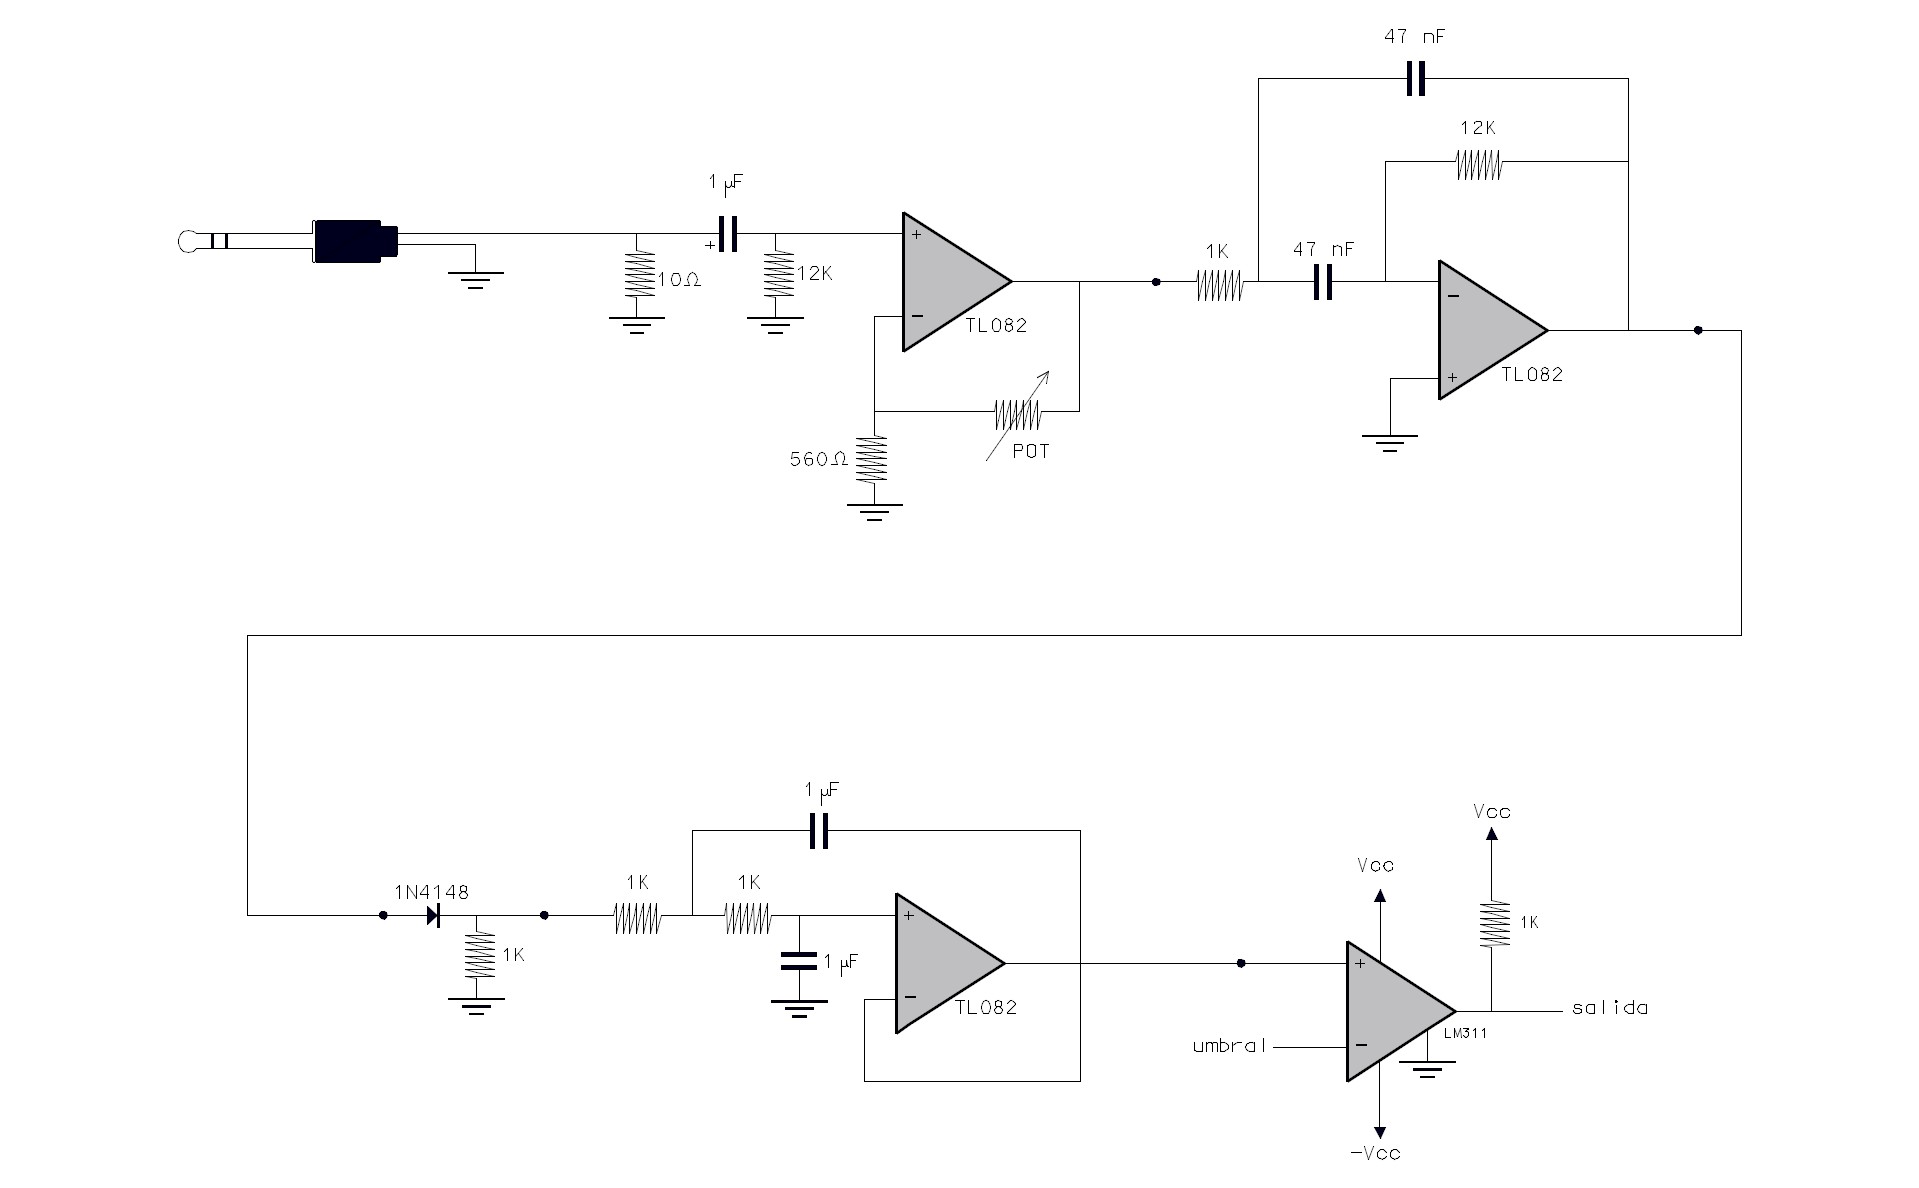 47 nF
12K
1 µF
1K
47 nF
+
+
10Ω
12K
−
−
TL082
TL082
+
560Ω
POT
1 µF
Vcc
Vcc
1N4148
1K
1K
+
1K
1K
1 µF
+
−
TL082
salida
LM311
umbral
−
−Vcc